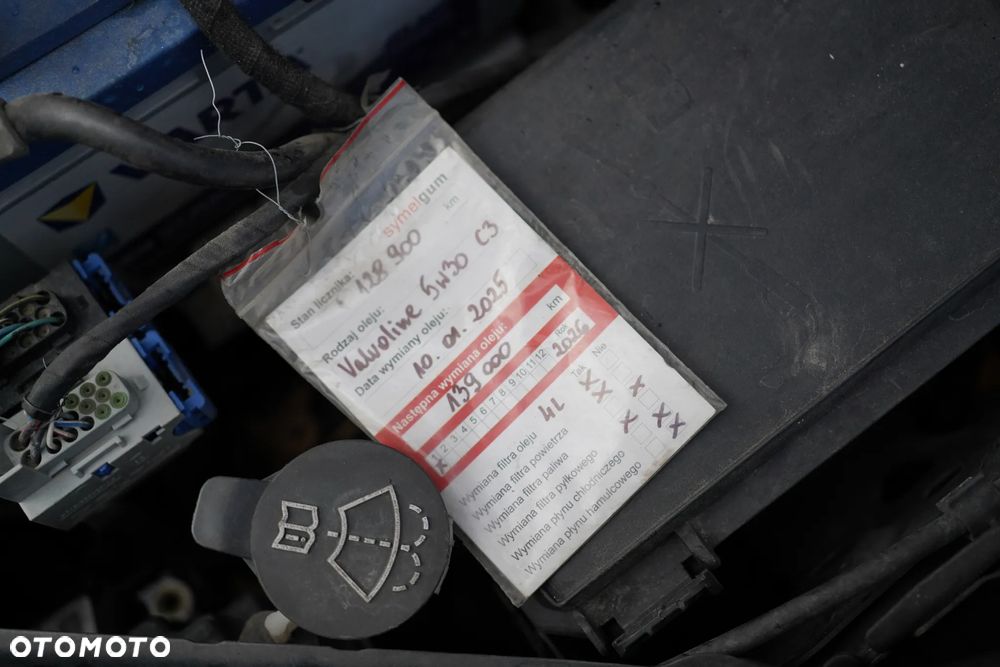 VARTA
symelgum
Stan licznika: km
128 900
Rodzaj oleju:
Valvoline 5W30 C3
Data wymiany oleju:
10.01.2025
Następna wymiana oleju: km
139 000
1 2 3 4 5 6 7 8 9 10 11 12 Rok
X 2026
Tak Nie
Wymiana filtra oleju 4L X
Wymiana filtra powietrza X
Wymiana filtra paliwa X
Wymiana filtra pyłkowego X
Wymiana płynu chłodniczego X
Wymiana płynu hamulcowego X
OTOMOTO